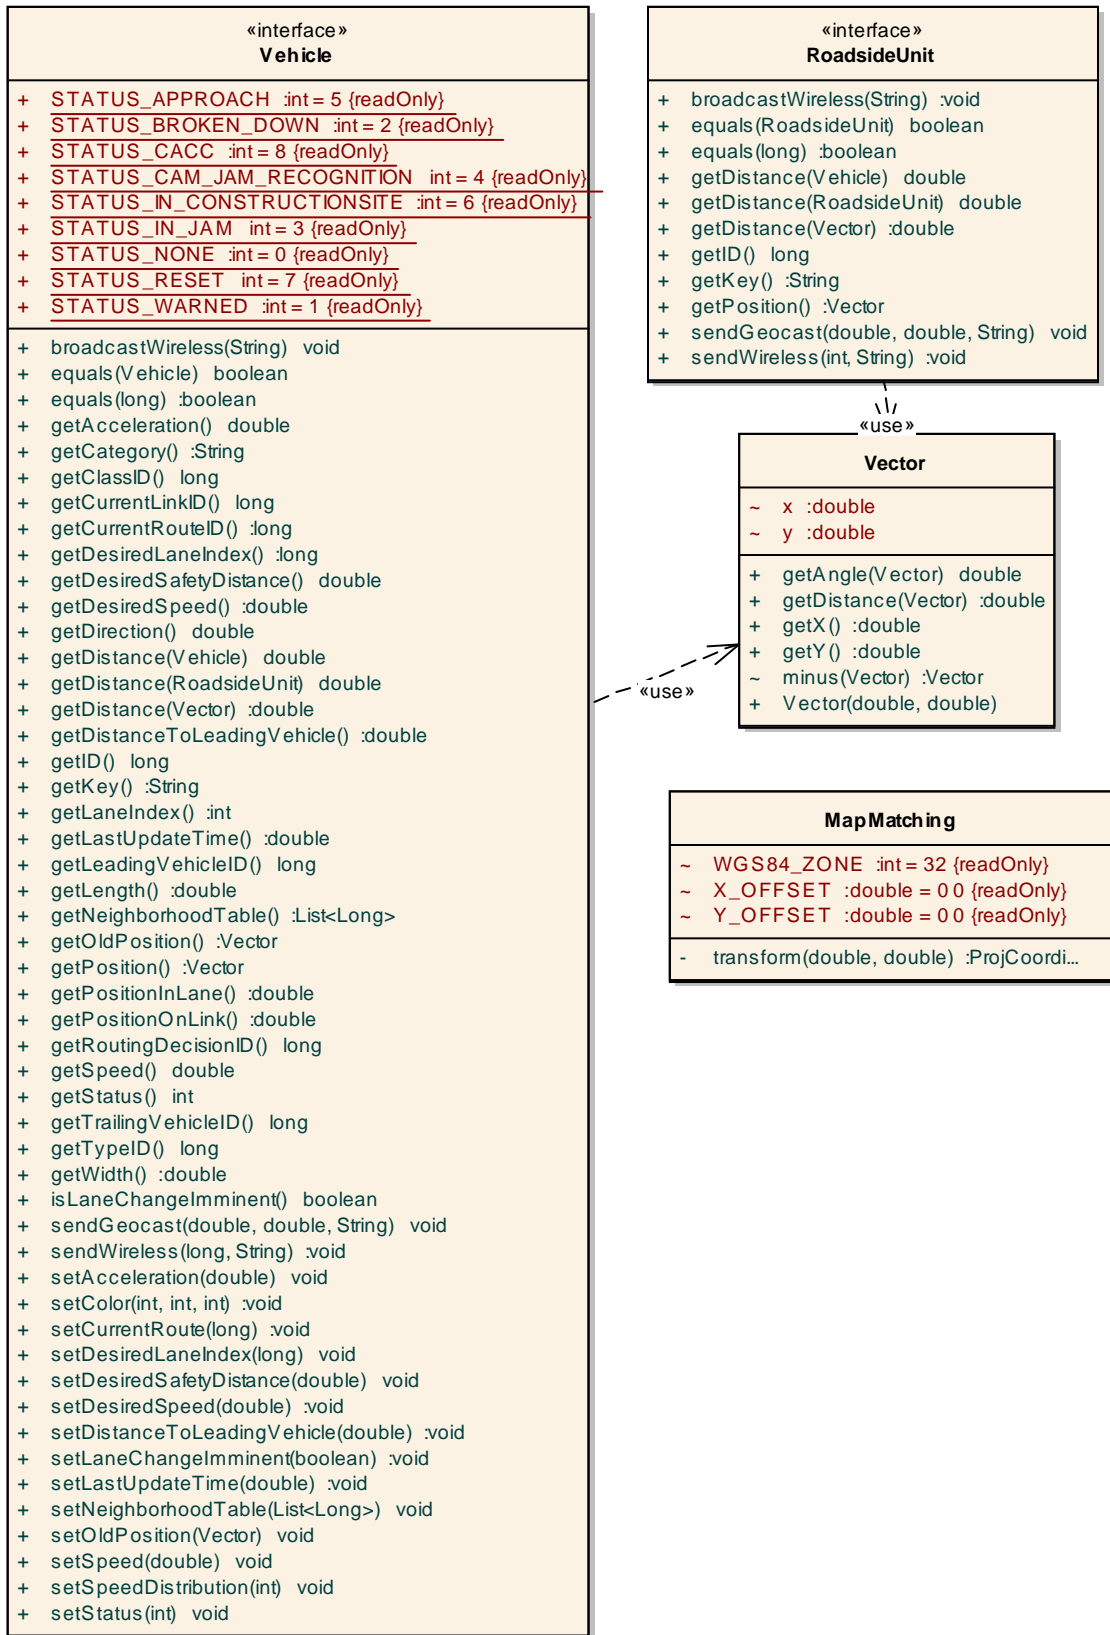 «interface»
Vehicle
+ STATUS_APPROACH :int = 5 {readOnly}
+ STATUS_BROKEN_DOWN :int = 2 {readOnly}
+ STATUS_CACC :int = 8 {readOnly}
+ STATUS_CAM_JAM_RECOGNITION int = 4 {readOnly}
+ STATUS_IN_CONSTRUCTIONSITE :int = 6 {readOnly}
+ STATUS_IN_JAM int = 3 {readOnly}
+ STATUS_NONE :int = 0 {readOnly}
+ STATUS_RESET int = 7 {readOnly}
+ STATUS_WARNED :int = 1 {readOnly}
+ broadcastWireless(String) void
+ equals(Vehicle) boolean
+ equals(long) :boolean
+ getAcceleration() double
+ getCategory() :String
+ getClassID() long
+ getCurrentLinkID() long
+ getCurrentRouteID() :long
+ getDesiredLaneIndex() :long
+ getDesiredSafetyDistance() double
+ getDesiredSpeed() :double
+ getDirection() double
+ getDistance(Vehicle) double
+ getDistance(RoadsideUnit) double
+ getDistance(Vector) :double
+ getDistanceToLeadingVehicle() :double
+ getID() long
+ getKey() :String
+ getLaneIndex() :int
+ getLastUpdateTime() :double
+ getLeadingVehicleID() long
+ getLength() :double
+ getNeighborhoodTable() :List<Long>
+ getOldPosition() :Vector
+ getPosition() :Vector
+ getPositionInLane() :double
+ getPositionOnLink() :double
+ getRoutingDecisionID() long
+ getSpeed() double
+ getStatus() int
+ getTrailingVehicleID() long
+ getTypeID() long
+ getWidth() :double
+ isLaneChangeImminent() boolean
+ sendGeocast(double, double, String) void
+ sendWireless(long, String) :void
+ setAcceleration(double) void
+ setColor(int, int, int) :void
+ setCurrentRoute(long) :void
+ setDesiredLaneIndex(long) void
+ setDesiredSafetyDistance(double) void
+ setDesiredSpeed(double) :void
+ setDistanceToLeadingVehicle(double) :void
+ setLaneChangeImminent(boolean) :void
+ setLastUpdateTime(double) :void
+ setNeighborhoodTable(List<Long>) void
+ setOldPosition(Vector) void
+ setSpeed(double) void
+ setSpeedDistribution(int) void
+ setStatus(int) void
«interface»
RoadsideUnit
+ broadcastWireless(String) :void
+ equals(RoadsideUnit) boolean
+ equals(long) :boolean
+ getDistance(Vehicle) double
+ getDistance(RoadsideUnit) double
+ getDistance(Vector) :double
+ getID() long
+ getKey() :String
+ getPosition() :Vector
+ sendGeocast(double, double, String) void
+ sendWireless(int, String) :void
«use»
Vector
~ x :double
~ y :double
+ getAngle(Vector) double
+ getDistance(Vector) :double
+ getX() :double
+ getY() :double
~ minus(Vector) :Vector
+ Vector(double, double)
«use»
MapMatching
~ WGS84_ZONE :int = 32 {readOnly}
~ X_OFFSET :double = 0 0 {readOnly}
~ Y_OFFSET :double = 0 0 {readOnly}
- transform(double, double) :ProjCoordi...